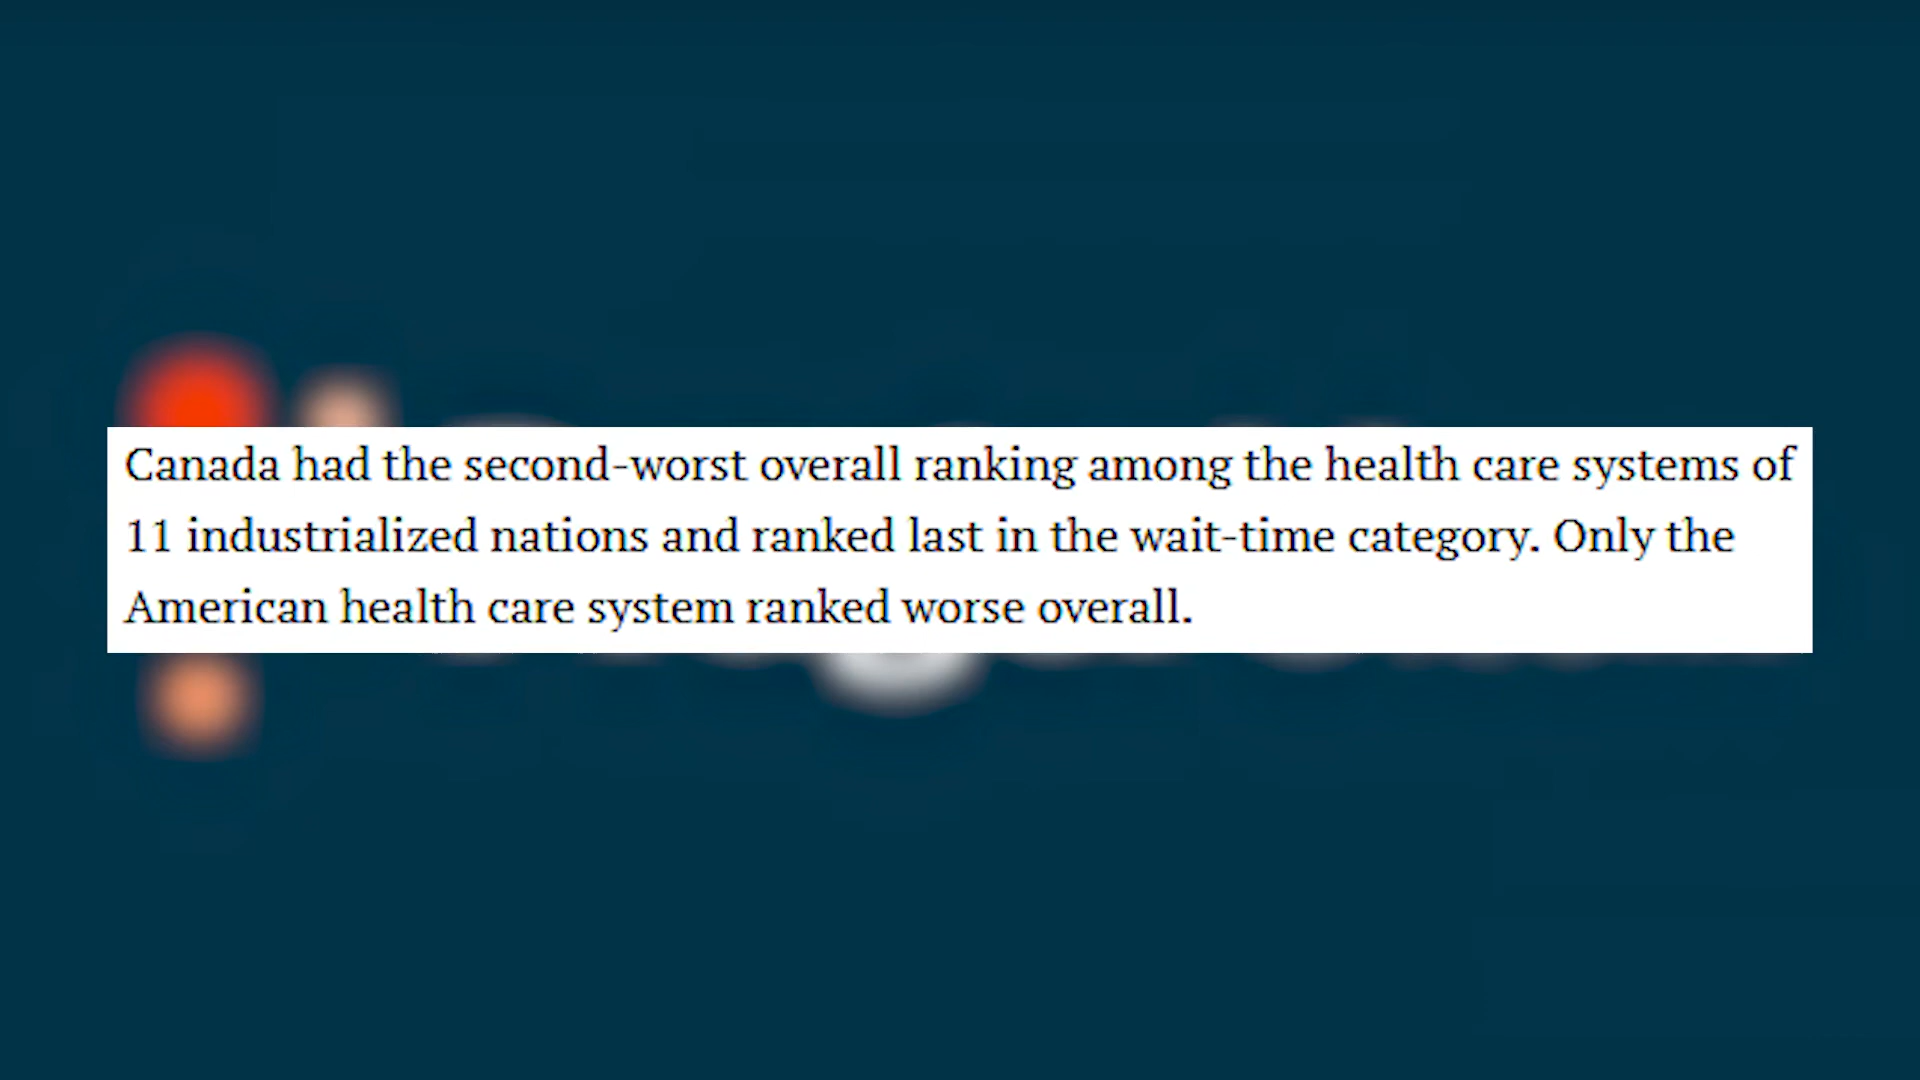 Canada had the second-worst overall ranking among the health care systems of
11 industrialized nations and ranked last in the wait-time category. Only the
American health care system ranked worse overall.